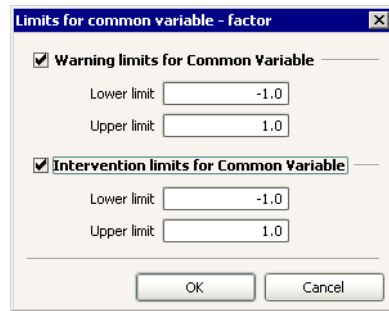 Limits for common variable - factor
Warning limits for Common Variable
Lower limit -1.0
Upper limit 1.0
Intervention limits for Common Variable
Lower limit -1.0
Upper limit 1.0
OK Cancel